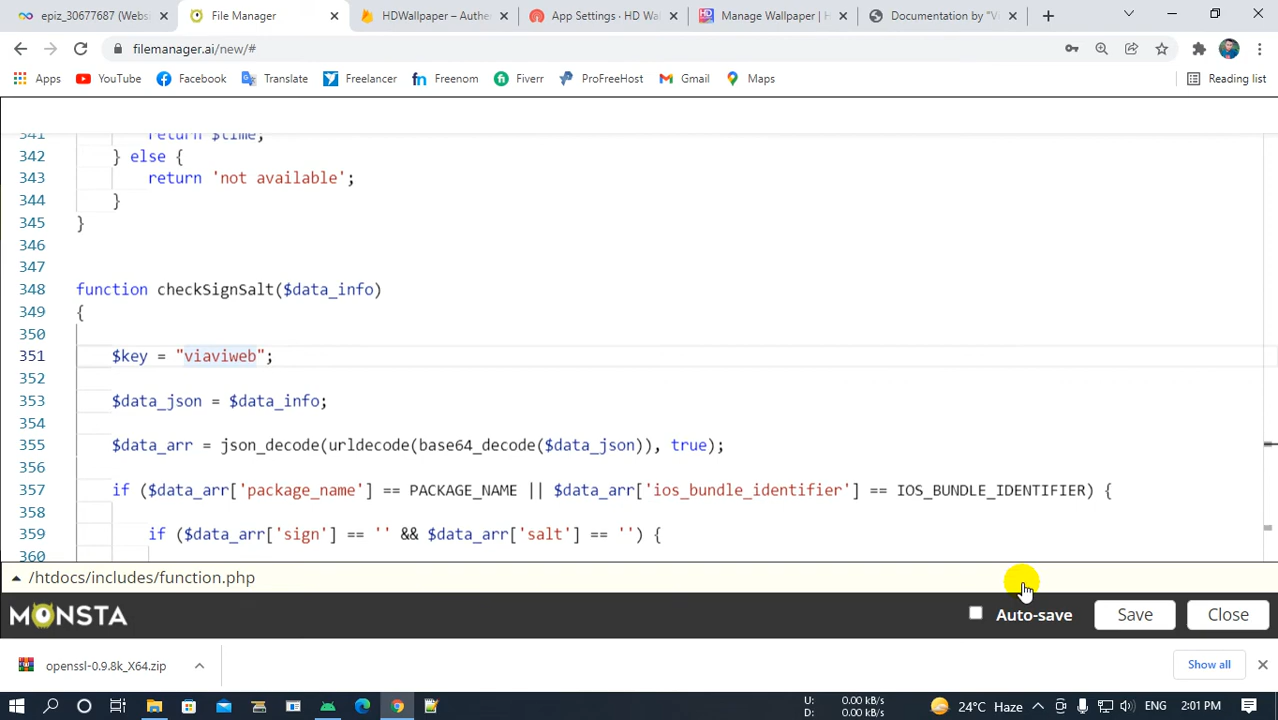 epiz_30677687 (Webs
File Manager
HDWallpaper – Authe
App Settings - HD Wa
Manage Wallpaper | H
Documentation by "V
filemanager.ai/new/#
Apps
YouTube
Facebook
Translate
Freelancer
Freenom
Fiverr
ProFreeHost
Gmail
Maps
Reading list
341 return $time;
342 } else {
343 return 'not available';
344 }
345 }
346
347
348 function checkSignSalt($data_info)
349 {
350
351 $key = "viaviweb";
352
353 $data_json = $data_info;
354
355 $data_arr = json_decode(urldecode(base64_decode($data_json)), true);
356
357 if ($data_arr['package_name'] == PACKAGE_NAME || $data_arr['ios_bundle_identifier'] == IOS_BUNDLE_IDENTIFIER) {
358
359 if ($data_arr['sign'] == '' && $data_arr['salt'] == '') {
360
/htdocs/includes/function.php
MONSTA
Auto-save
Save
Close
openssl-0.9.8k_X64.zip
Show all
U: 0.00 kB/s
D: 0.00 kB/s
24°C Haze
ENG
2:01 PM